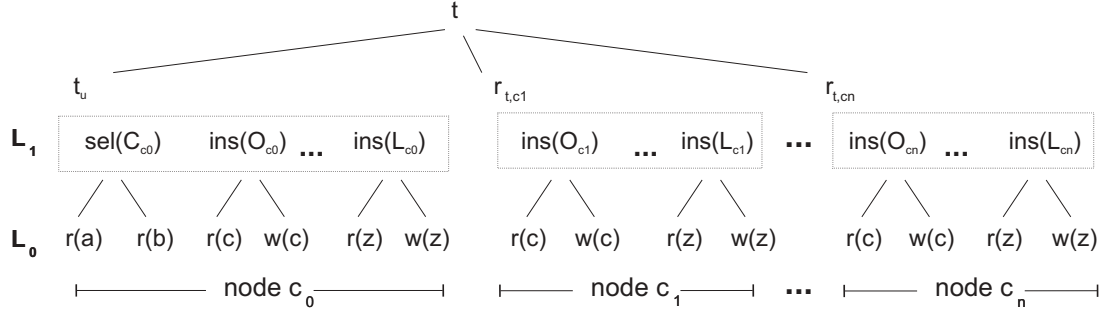 t
t_u r_t,c1 r_t,cn
L_1 sel(C_c0) ins(O_c0) ... ins(L_c0) ins(O_c1) ... ins(L_c1) ... ins(O_cn) ... ins(L_cn)
L_0 r(a) r(b) r(c) w(c) r(z) w(z) r(c) w(c) r(z) w(z) r(c) w(c) r(z) w(z)
node c_0 node c_1 ... node c_n